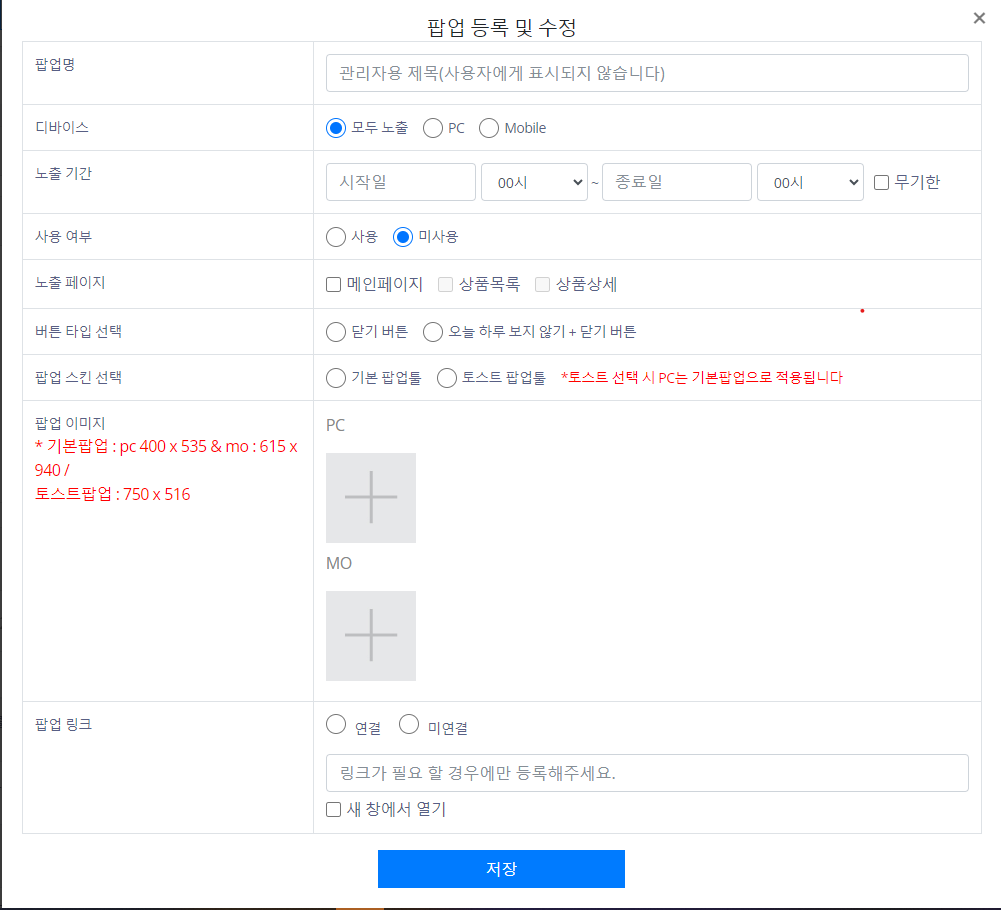 팝업 등록 및 수정
×
팝업명
관리자용 제목(사용자에게 표시되지 않습니다)
디바이스
모두 노출 PC Mobile
노출 기간
시작일 00시 ~ 종료일 00시 무기한
사용 여부
사용 미사용
노출 페이지
메인페이지 상품목록 상품상세
버튼 타입 선택
닫기 버튼 오늘 하루 보지 않기 + 닫기 버튼
팝업 스킨 선택
기본 팝업툴 토스트 팝업툴 *토스트 선택 시 PC는 기본팝업으로 적용됩니다
팝업 이미지
* 기본팝업 : pc 400 x 535 & mo : 615 x
940 /
토스트팝업 : 750 x 516
PC
MO
팝업 링크
연결 미연결
링크가 필요 할 경우에만 등록해주세요.
새 창에서 열기
저장